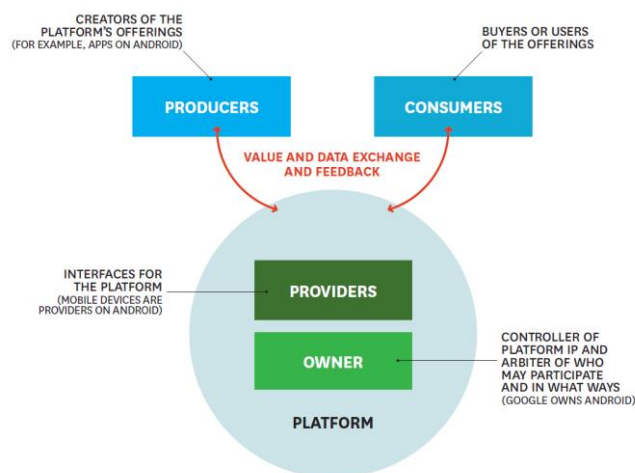 CREATORS OF THE
PLATFORM'S OFFERINGS
(FOR EXAMPLE, APPS ON ANDROID)
BUYERS OR USERS
OF THE OFFERINGS
PRODUCERS
CONSUMERS
VALUE AND DATA EXCHANGE
AND FEEDBACK
INTERFACES FOR
THE PLATFORM
(MOBILE DEVICES ARE
PROVIDERS ON ANDROID)
PROVIDERS
OWNER
CONTROLLER OF
PLATFORM IP AND
ARBITER OF WHO
MAY PARTICIPATE
AND IN WHAT WAYS
(GOOGLE OWNS ANDROID)
PLATFORM